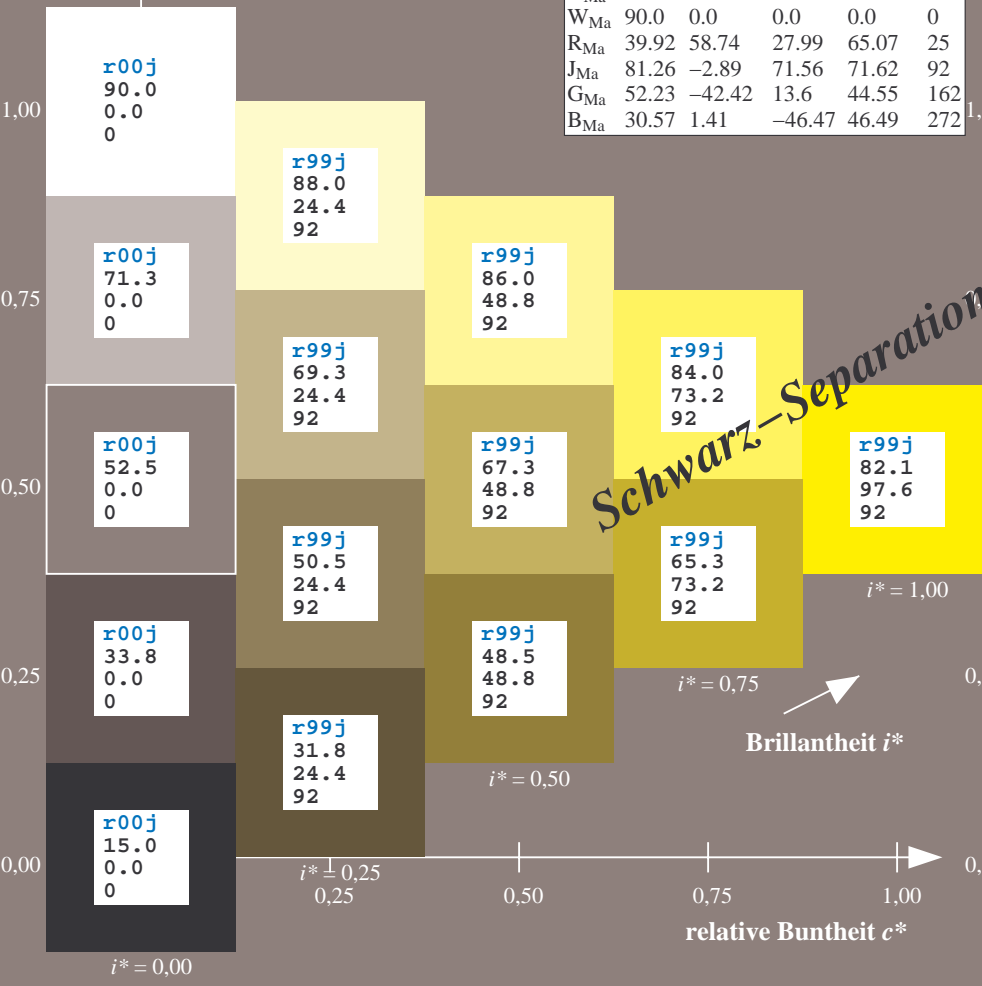 W Ma 90.0 0.0 0.0 0.0 0
R Ma 39.92 58.74 27.99 65.07 25
J Ma 81.26 –2.89 71.56 71.62 92
G Ma 52.23 –42.42 13.6 44.55 162
B Ma 30.57 1.41 –46.47 46.49 272
1,00
0,75
0,50
0,25
0,00
r00j
90.0
0.0
0
r00j
71.3
0.0
0
r00j
52.5
0.0
0
r00j
33.8
0.0
0
r00j
15.0
0.0
0
i* = 0,00
r99j
88.0
24.4
92
r99j
69.3
24.4
92
r99j
50.5
24.4
92
r99j
31.8
24.4
92
i* = 0,25
r99j
86.0
48.8
92
r99j
67.3
48.8
92
r99j
48.5
48.8
92
i* = 0,50
r99j
84.0
73.2
92
r99j
65.3
73.2
92
i* = 0,75
r99j
82.1
97.6
92
i* = 1,00
Schwarz–Separation
Brillantheit i*
0,25 0,50 0,75 1,00
relative Buntheit c*